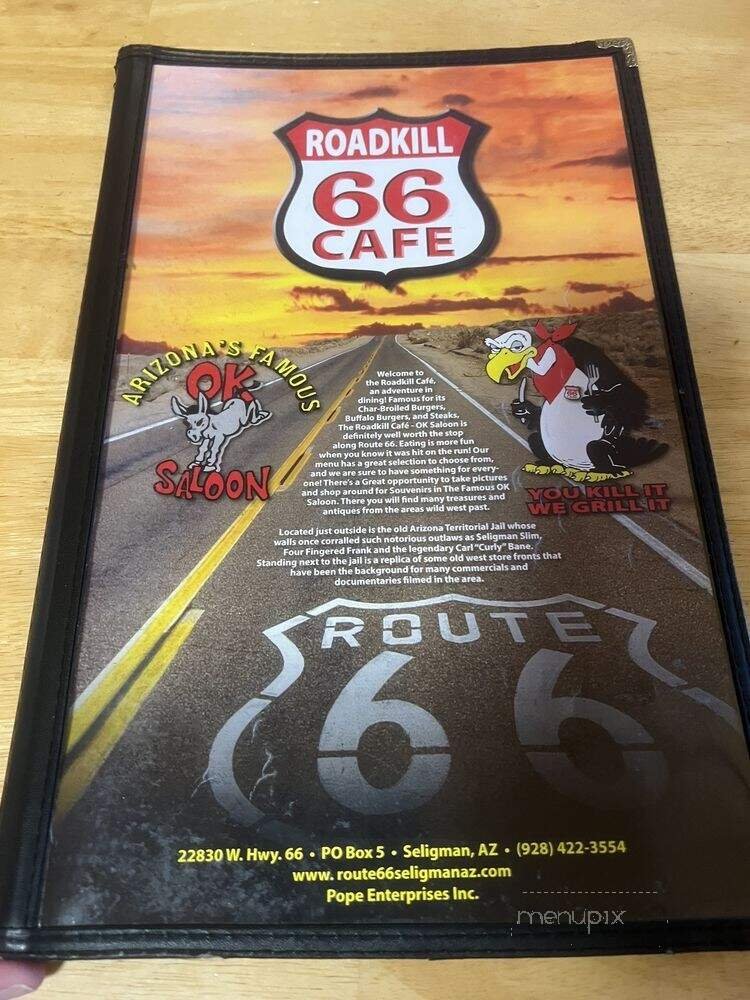 ROADKILL
66
CAFE
ARIZONA'S FAMOUS
OK
SALOON
Welcome to
the Roadkill Café,
an adventure in
dining! Famous for its
Char-Broiled Burgers,
Buffalo Burgers, and Steaks.
The Roadkill Café - OK Saloon is
definitely well worth the stop
along Route 66. Eating is more fun
when you know it was hit on the run! Our
menu has a great selection to choose from,
and we are sure to have something for every-
one! There's a Great opportunity to take pictures
and shop around for Souvenirs in The Famous OK
Saloon. There you will find many treasures and
antiques from the areas wild west past.
YOU KILL IT
WE GRILL IT
Located just outside is the old Arizona Territorial Jail whose
walls once corralled such notorious outlaws as Seligman Slim,
Four Fingered Frank and the legendary Carl "Curly" Bane.
Standing next to the jail is a replica of some old west store fronts that
have been the background for many commercials and
documentaries filmed in the area.
ROUTE
66
22830 W. Hwy. 66 • PO Box 5 • Seligman, AZ • (928) 422-3554
www. route66seligmanaz.com
Pope Enterprises Inc.
menupix